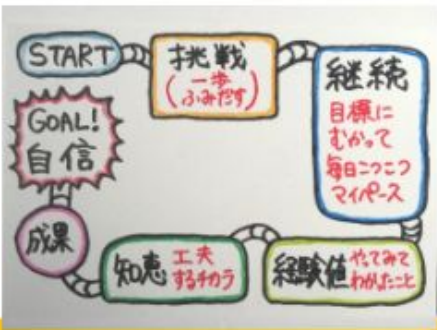 START
挑戦
(一歩
ふみだす)
継続
目標に
むかって
毎日こつこつ
マイペース
経験値
やってみて
わかったこと
知恵
工夫
するチカラ
成果
GOAL!
自信